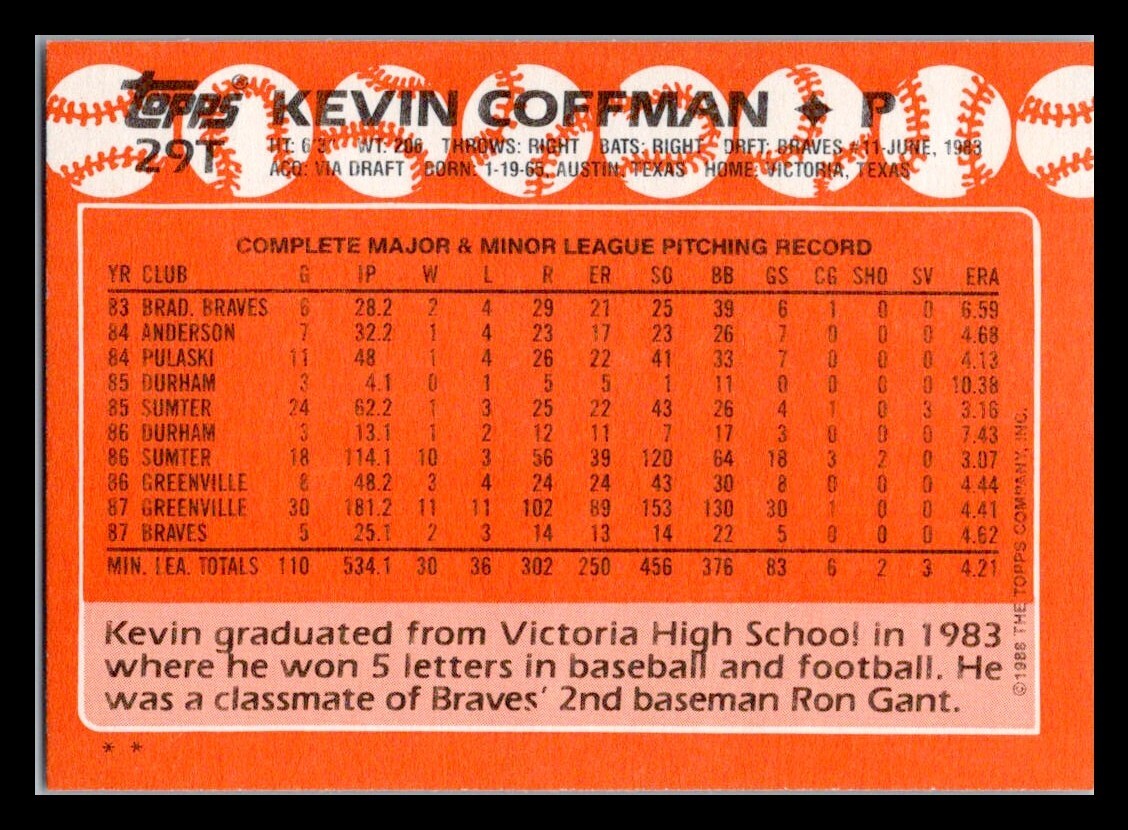 topps® KEVIN COFFMAN ♦ P
29T HT: 6'3" WT: 206 THROWS: RIGHT BATS: RIGHT DRFT: BRAVES #11-JUNE, 1983
ACQ: VIA DRAFT BORN: 1-19-65, AUSTIN, TEXAS HOME: VICTORIA, TEXAS
COMPLETE MAJOR & MINOR LEAGUE PITCHING RECORD
YR CLUB G IP W L R ER SO BB GS CG SHO SV ERA
83 BRAD. BRAVES 6 28.2 2 4 29 21 25 39 6 1 0 0 6.59
84 ANDERSON 7 32.2 1 4 23 17 23 26 7 0 0 0 4.68
84 PULASKI 11 48 1 4 26 22 41 33 7 0 0 0 4.13
85 DURHAM 3 4.1 0 1 5 5 1 11 0 0 0 0 10.38
85 SUMTER 24 62.2 1 3 25 22 43 26 4 1 0 3 3.16
86 DURHAM 3 13.1 1 2 12 11 7 17 3 0 0 0 7.43
86 SUMTER 18 114.1 10 3 56 39 120 64 18 3 2 0 3.07
86 GREENVILLE 8 48.2 3 4 24 24 43 30 8 0 0 0 4.44
87 GREENVILLE 30 181.2 11 11 102 89 153 130 30 1 0 0 4.41
87 BRAVES 5 25.1 2 3 14 13 14 22 5 0 0 0 4.62
MIN. LEA. TOTALS 110 534.1 30 36 302 250 456 376 83 6 2 3 4.21
Kevin graduated from Victoria High School in 1983
where he won 5 letters in baseball and football. He
was a classmate of Braves' 2nd baseman Ron Gant.
©1988 THE TOPPS COMPANY, INC.
* *